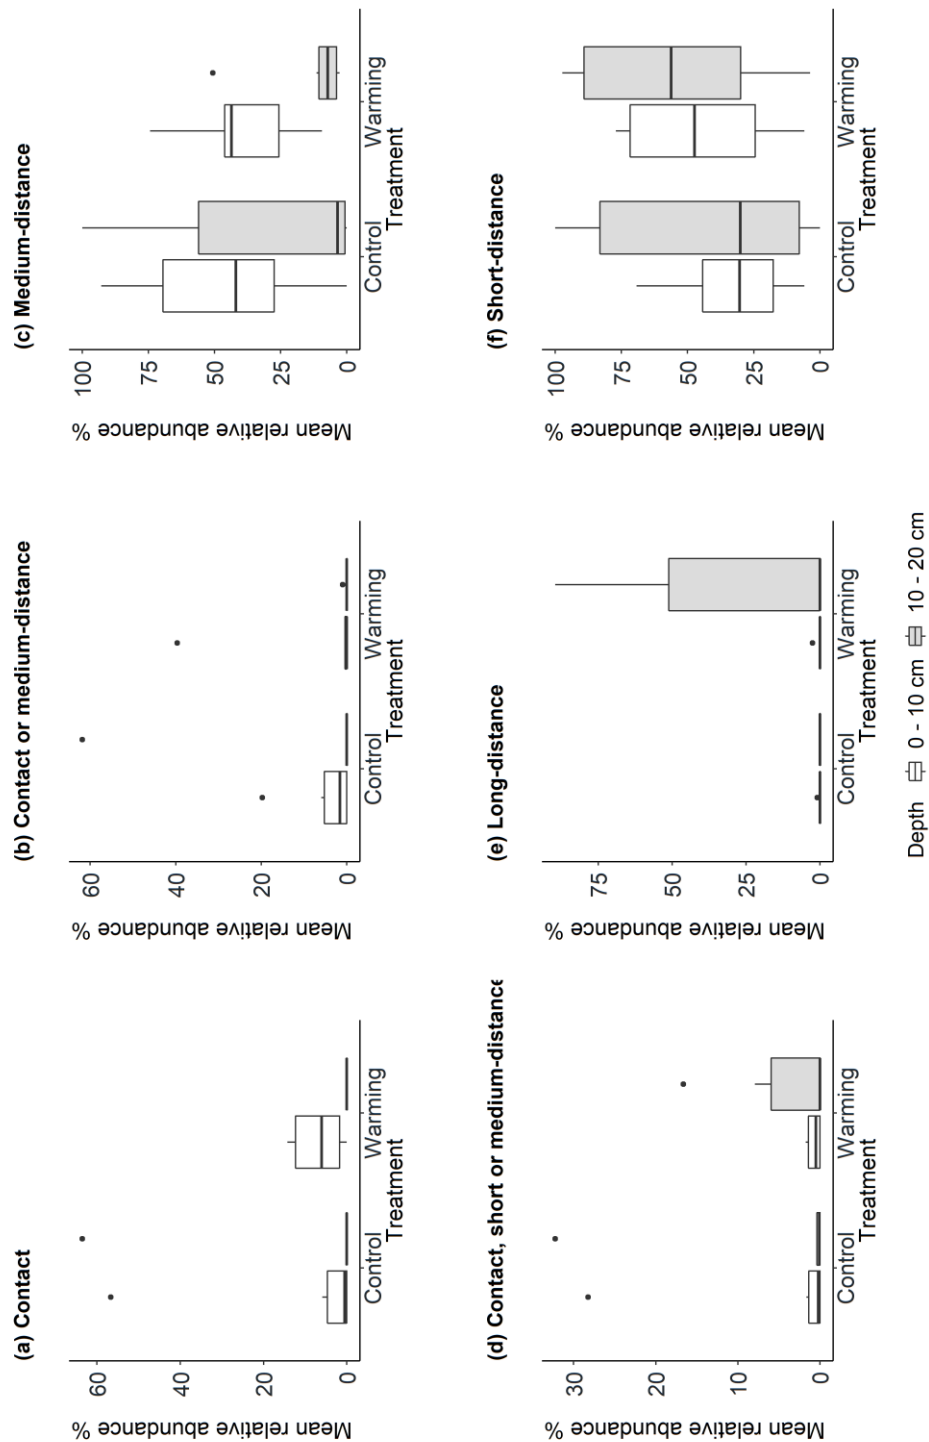 (a) Contact
Mean relative abundance %
60
40
20
0
Control
Warming
Treatment
(b) Contact or medium-distance
Mean relative abundance %
60
40
20
0
Control
Warming
Treatment
(c) Medium-distance
Mean relative abundance %
100
75
50
25
0
Control
Warming
Treatment
(d) Contact, short or medium-distance
Mean relative abundance %
30
20
10
0
Control
Warming
Treatment
(e) Long-distance
Mean relative abundance %
75
50
25
0
Control
Warming
Treatment
(f) Short-distance
Mean relative abundance %
100
75
50
25
0
Control
Warming
Treatment
Depth 0 - 10 cm 10 - 20 cm